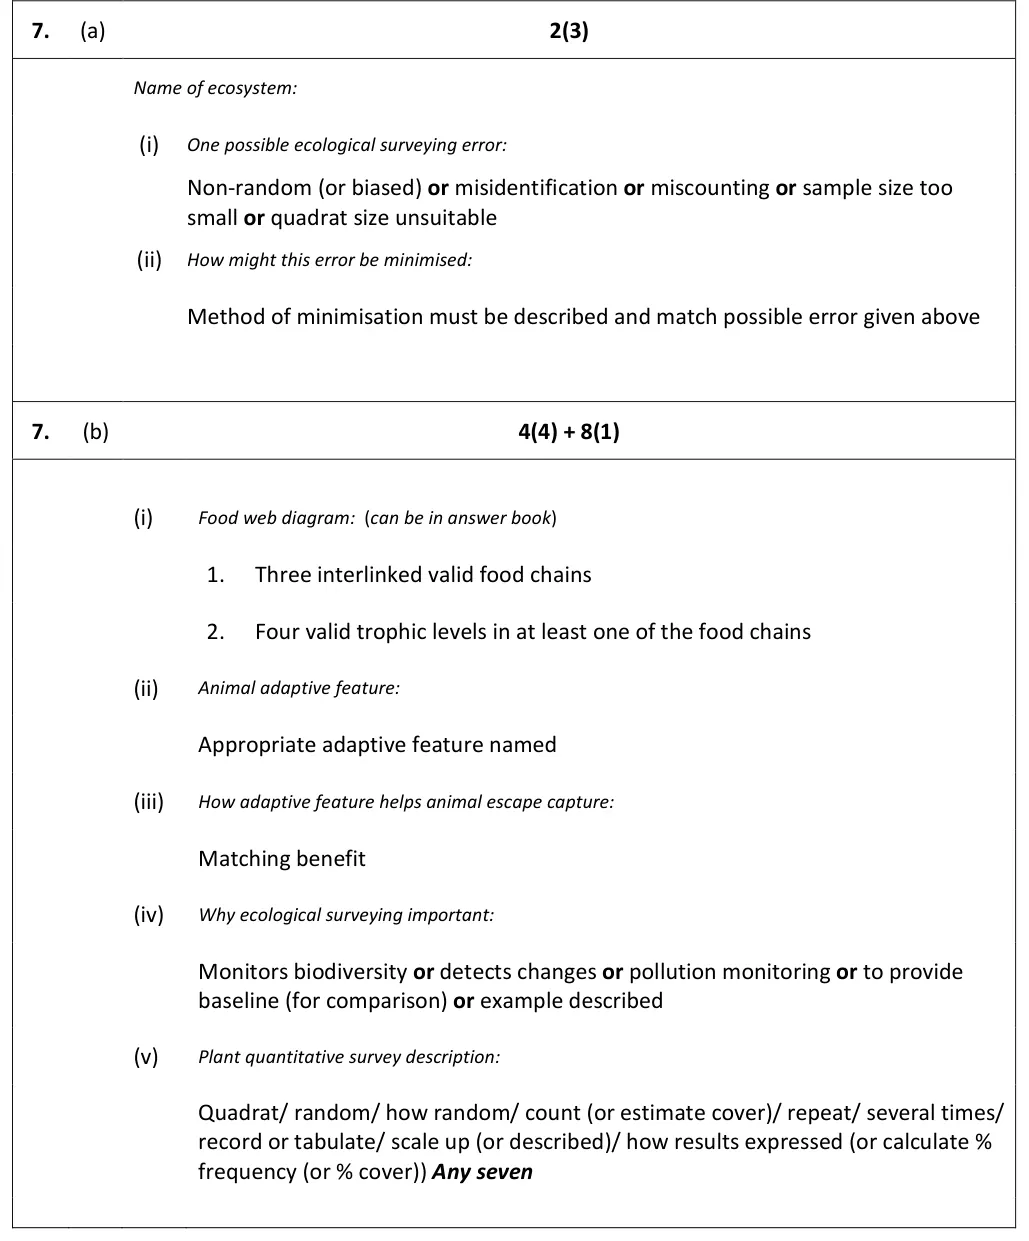 7. (a) 2(3)
Name of ecosystem:
(i) One possible ecological surveying error:
Non-random (or biased) or misidentification or miscounting or sample size too
small or quadrat size unsuitable
(ii) How might this error be minimised:
Method of minimisation must be described and match possible error given above
7. (b) 4(4) + 8(1)
(i) Food web diagram: (can be in answer book)
1. Three interlinked valid food chains
2. Four valid trophic levels in at least one of the food chains
(ii) Animal adaptive feature:
Appropriate adaptive feature named
(iii) How adaptive feature helps animal escape capture:
Matching benefit
(iv) Why ecological surveying important:
Monitors biodiversity or detects changes or pollution monitoring or to provide
baseline (for comparison) or example described
(v) Plant quantitative survey description:
Quadrat/ random/ how random/ count (or estimate cover)/ repeat/ several times/
record or tabulate/ scale up (or described)/ how results expressed (or calculate %
frequency (or % cover)) Any seven